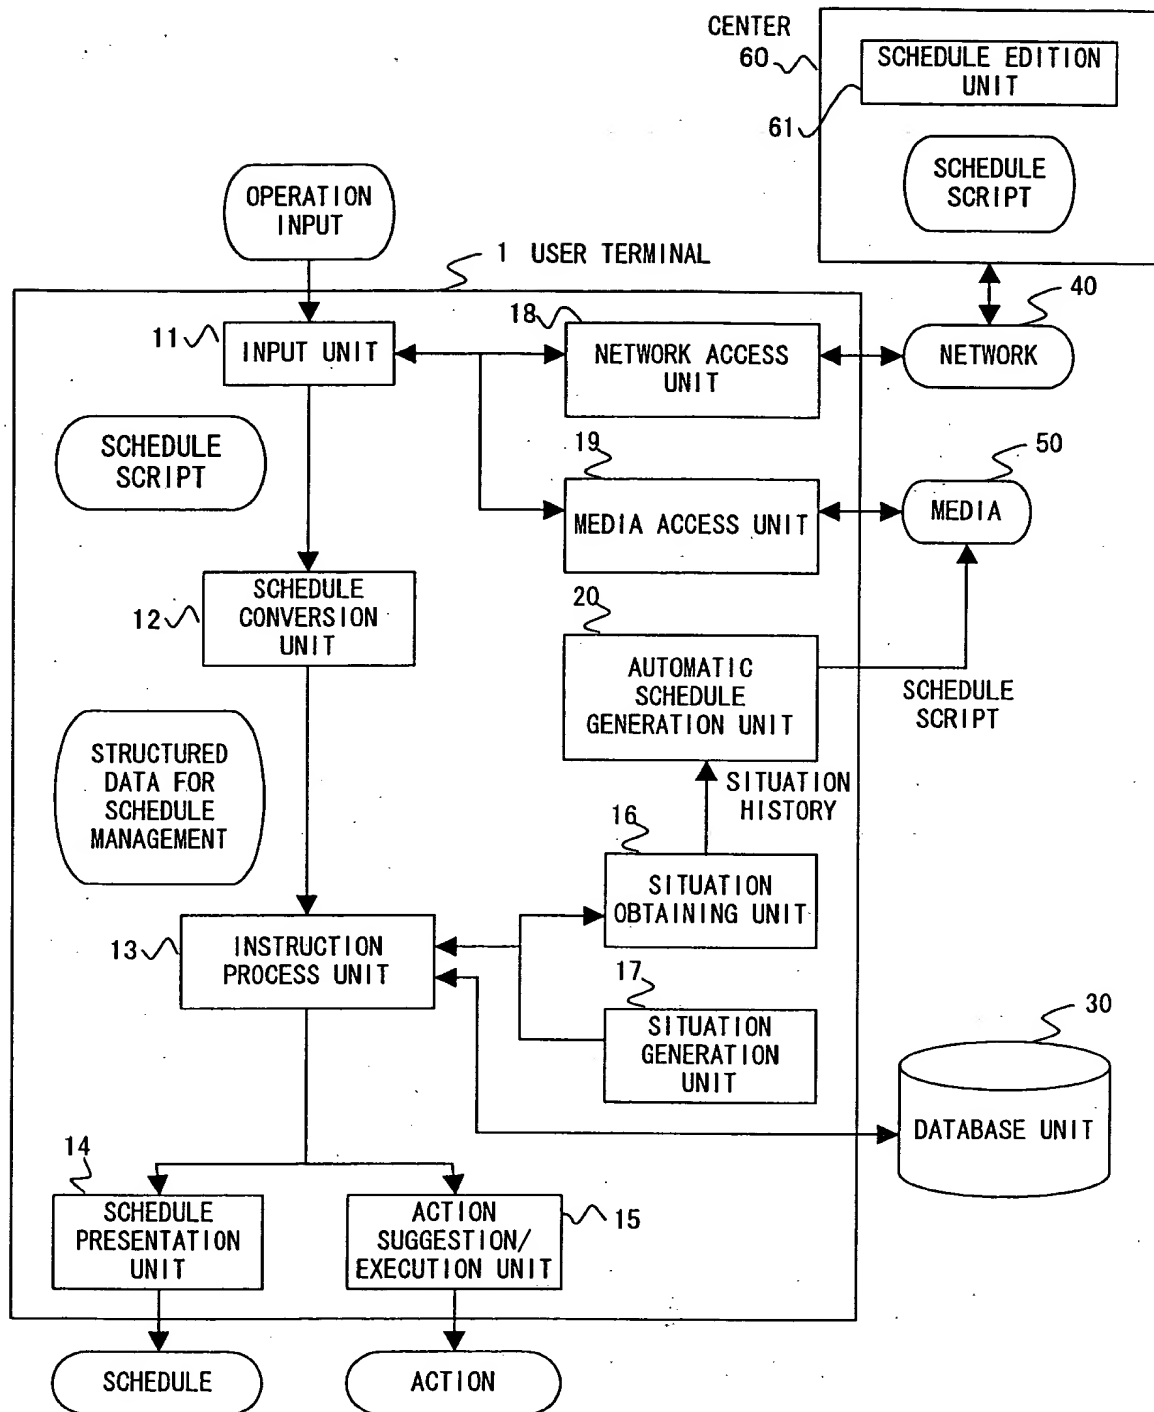 CENTER
60
SCHEDULE EDITION
UNIT
61
SCHEDULE
SCRIPT
OPERATION
INPUT
1 USER TERMINAL
40
11
INPUT UNIT
18
NETWORK ACCESS
UNIT
NETWORK
SCHEDULE
SCRIPT
19
MEDIA ACCESS UNIT
50
MEDIA
12
SCHEDULE
CONVERSION
UNIT
20
AUTOMATIC
SCHEDULE
GENERATION UNIT
SCHEDULE
SCRIPT
STRUCTURED
DATA FOR
SCHEDULE
MANAGEMENT
SITUATION
HISTORY
16
SITUATION
OBTAINING UNIT
13
INSTRUCTION
PROCESS UNIT
17
SITUATION
GENERATION
UNIT
30
DATABASE UNIT
14
SCHEDULE
PRESENTATION
UNIT
ACTION
SUGGESTION/
EXECUTION UNIT
15
SCHEDULE
ACTION